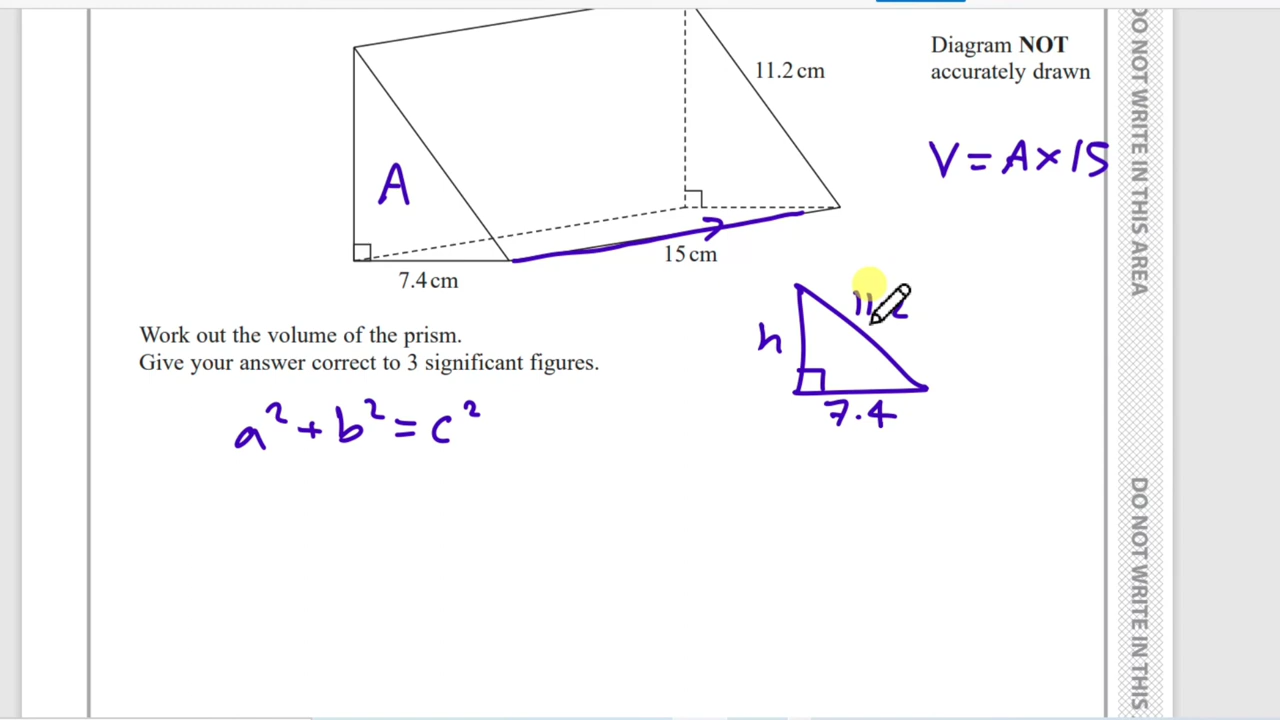 Diagram NOT
accurately drawn
11.2 cm
V = A × 15
A
15 cm
7.4 cm
h
7.4
Work out the volume of the prism.
Give your answer correct to 3 significant figures.
a² + b² = c²
DO NOT WRITE IN THIS AREA
DO NOT WRITE IN THIS